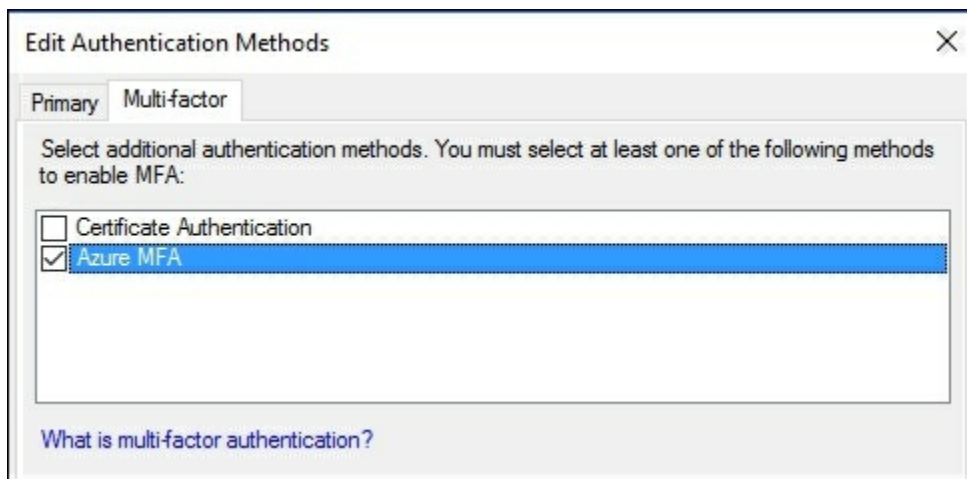 Edit Authentication Methods
Primary Multi-factor
Select additional authentication methods. You must select at least one of the following methods
to enable MFA:
Certificate Authentication
Azure MFA
What is multi-factor authentication?